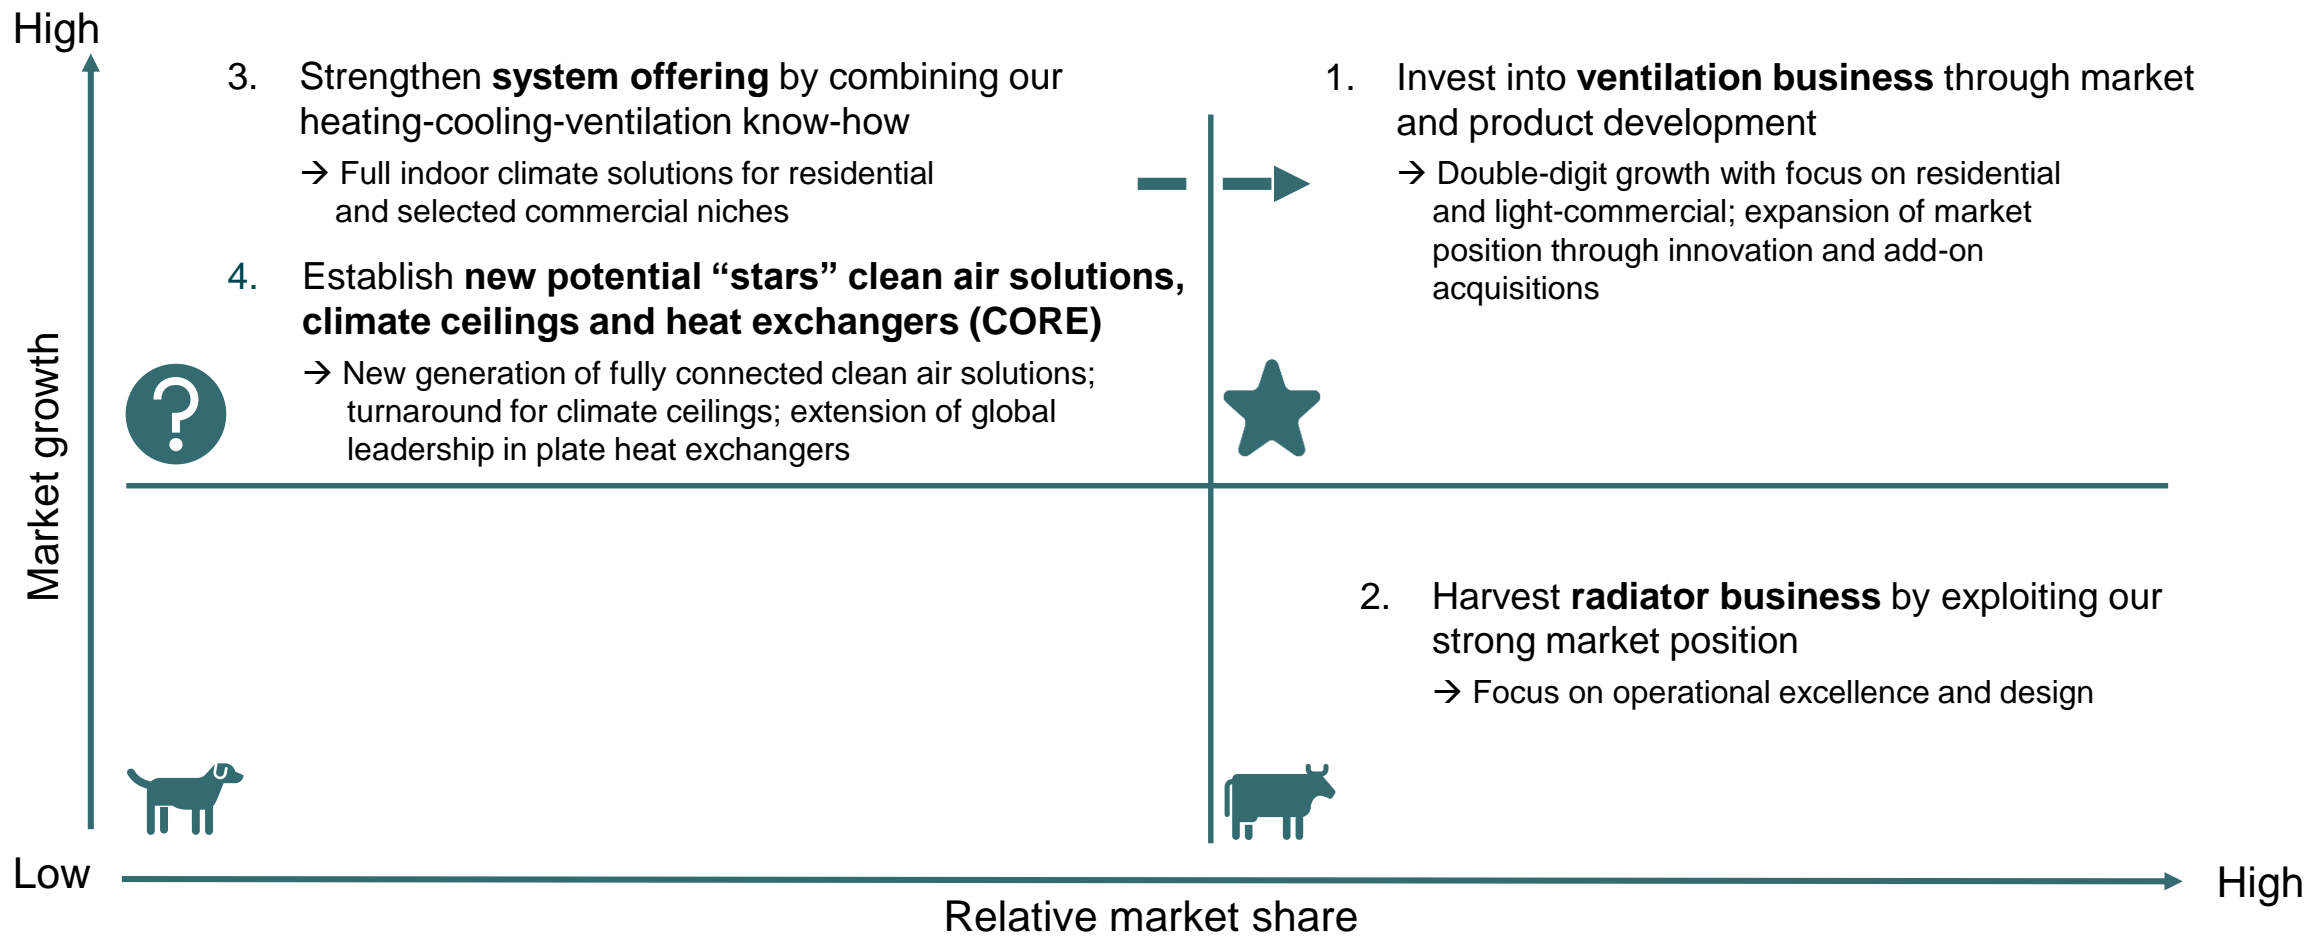 High
3. Strengthen system offering by combining our
heating-cooling-ventilation know-how
→ Full indoor climate solutions for residential
and selected commercial niches
4. Establish new potential “stars” clean air solutions,
climate ceilings and heat exchangers (CORE)
→ New generation of fully connected clean air solutions;
turnaround for climate ceilings; extension of global
leadership in plate heat exchangers
1. Invest into ventilation business through market
and product development
→ Double-digit growth with focus on residential
and light-commercial; expansion of market
position through innovation and add-on
acquisitions
?
Market growth
2. Harvest radiator business by exploiting our
strong market position
→ Focus on operational excellence and design
Low
High
Relative market share